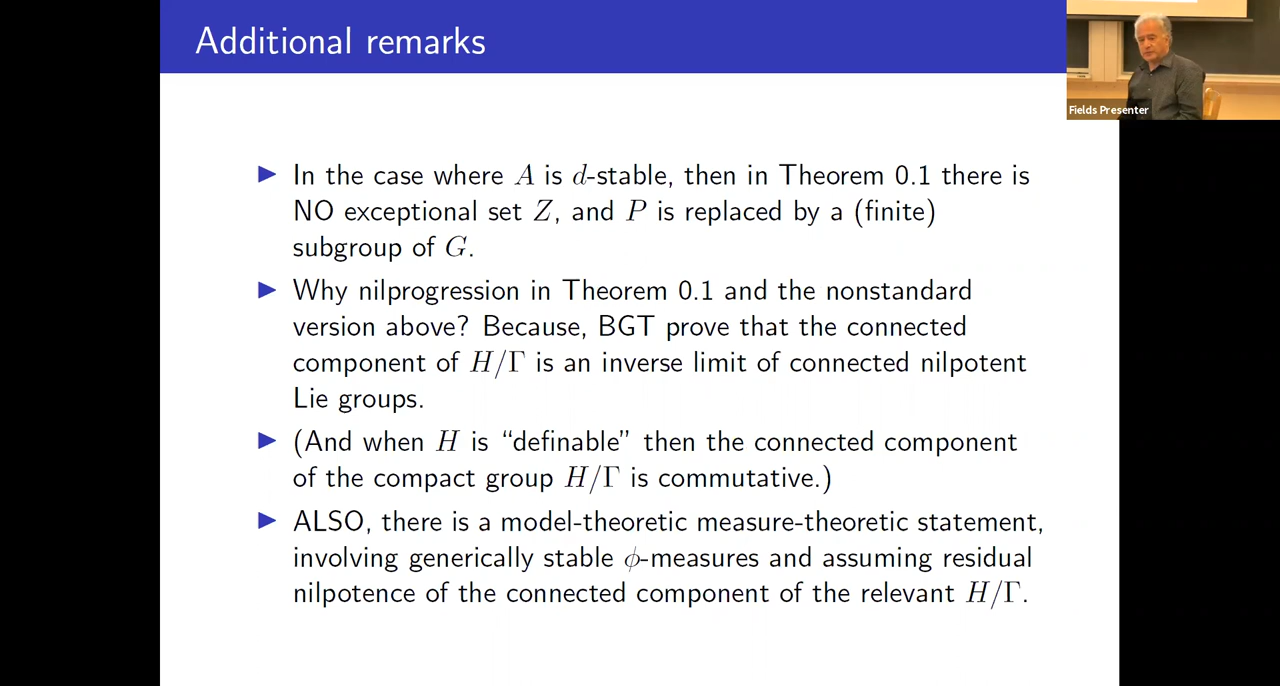 Additional remarks
Fields Presenter
▶ In the case where A is d-stable, then in Theorem 0.1 there is
NO exceptional set Z, and P is replaced by a (finite)
subgroup of G.
▶ Why nilprogression in Theorem 0.1 and the nonstandard
version above? Because, BGT prove that the connected
component of H/Γ is an inverse limit of connected nilpotent
Lie groups.
▶ (And when H is “definable” then the connected component
of the compact group H/Γ is commutative.)
▶ ALSO, there is a model-theoretic measure-theoretic statement,
involving generically stable ϕ-measures and assuming residual
nilpotence of the connected component of the relevant H/Γ.